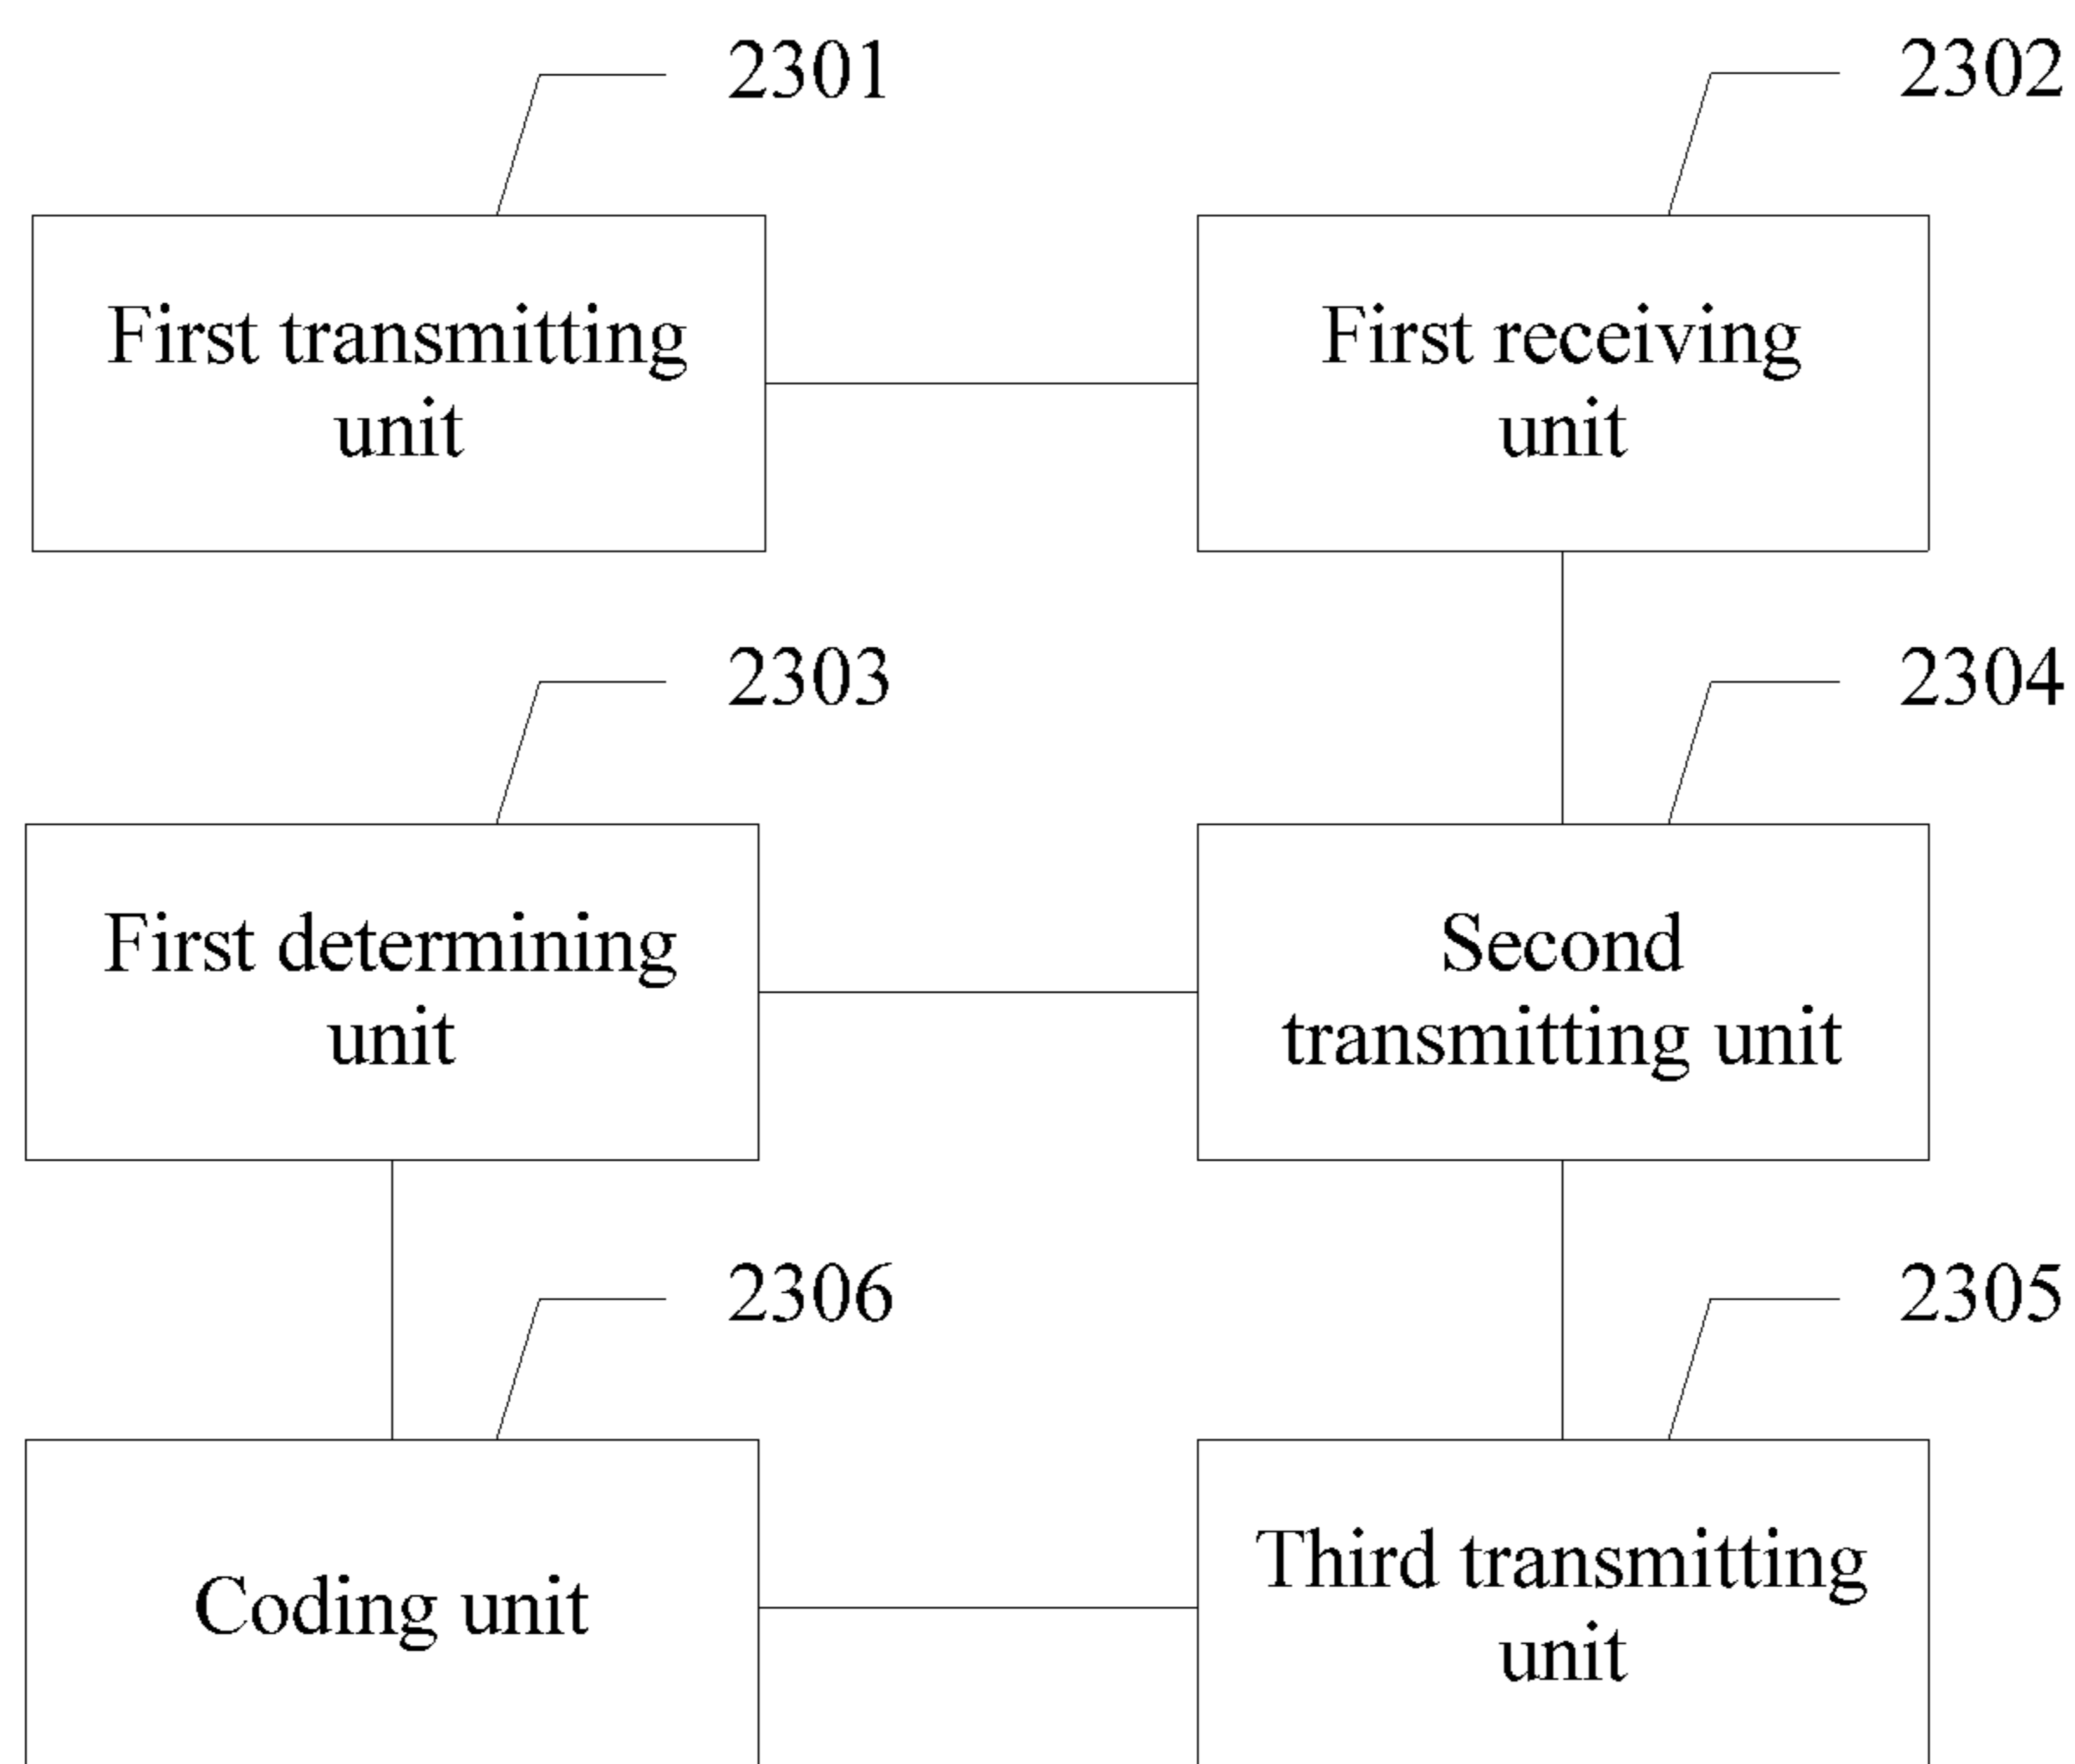 2301
2302
First transmitting
unit
First receiving
unit
2303
2304
First determining
unit
Second
transmitting unit
2306
2305
Coding unit
Third transmitting
unit